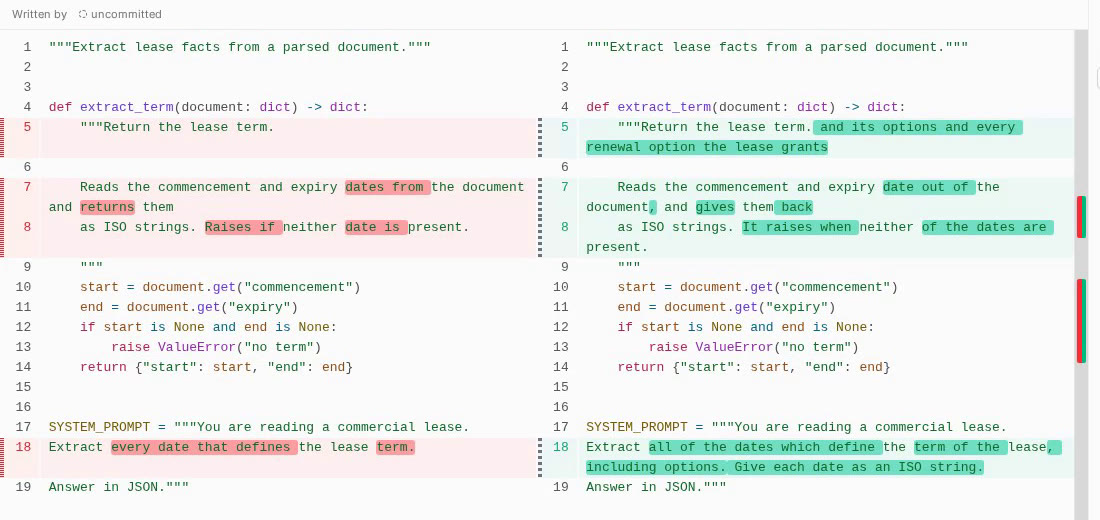 Written by uncommitted
1 """Extract lease facts from a parsed document."""
2
3
4 def extract_term(document: dict) -> dict:
5 """Return the lease term.
6
7 Reads the commencement and expiry dates from the document
and returns them
8 as ISO strings. Raises if neither date is present.
9 """
10 start = document.get("commencement")
11 end = document.get("expiry")
12 if start is None and end is None:
13 raise ValueError("no term")
14 return {"start": start, "end": end}
15
16
17 SYSTEM_PROMPT = """You are reading a commercial lease.
18 Extract every date that defines the lease term.
19 Answer in JSON."""
1 """Extract lease facts from a parsed document."""
2
3
4 def extract_term(document: dict) -> dict:
5 """Return the lease term. and its options and every
renewal option the lease grants
6
7 Reads the commencement and expiry date out of the
document, and gives them back
8 as ISO strings. It raises when neither of the dates are
present.
9 """
10 start = document.get("commencement")
11 end = document.get("expiry")
12 if start is None and end is None:
13 raise ValueError("no term")
14 return {"start": start, "end": end}
15
16
17 SYSTEM_PROMPT = """You are reading a commercial lease.
18 Extract all of the dates which define the term of the lease,
including options. Give each date as an ISO string.
19 Answer in JSON."""